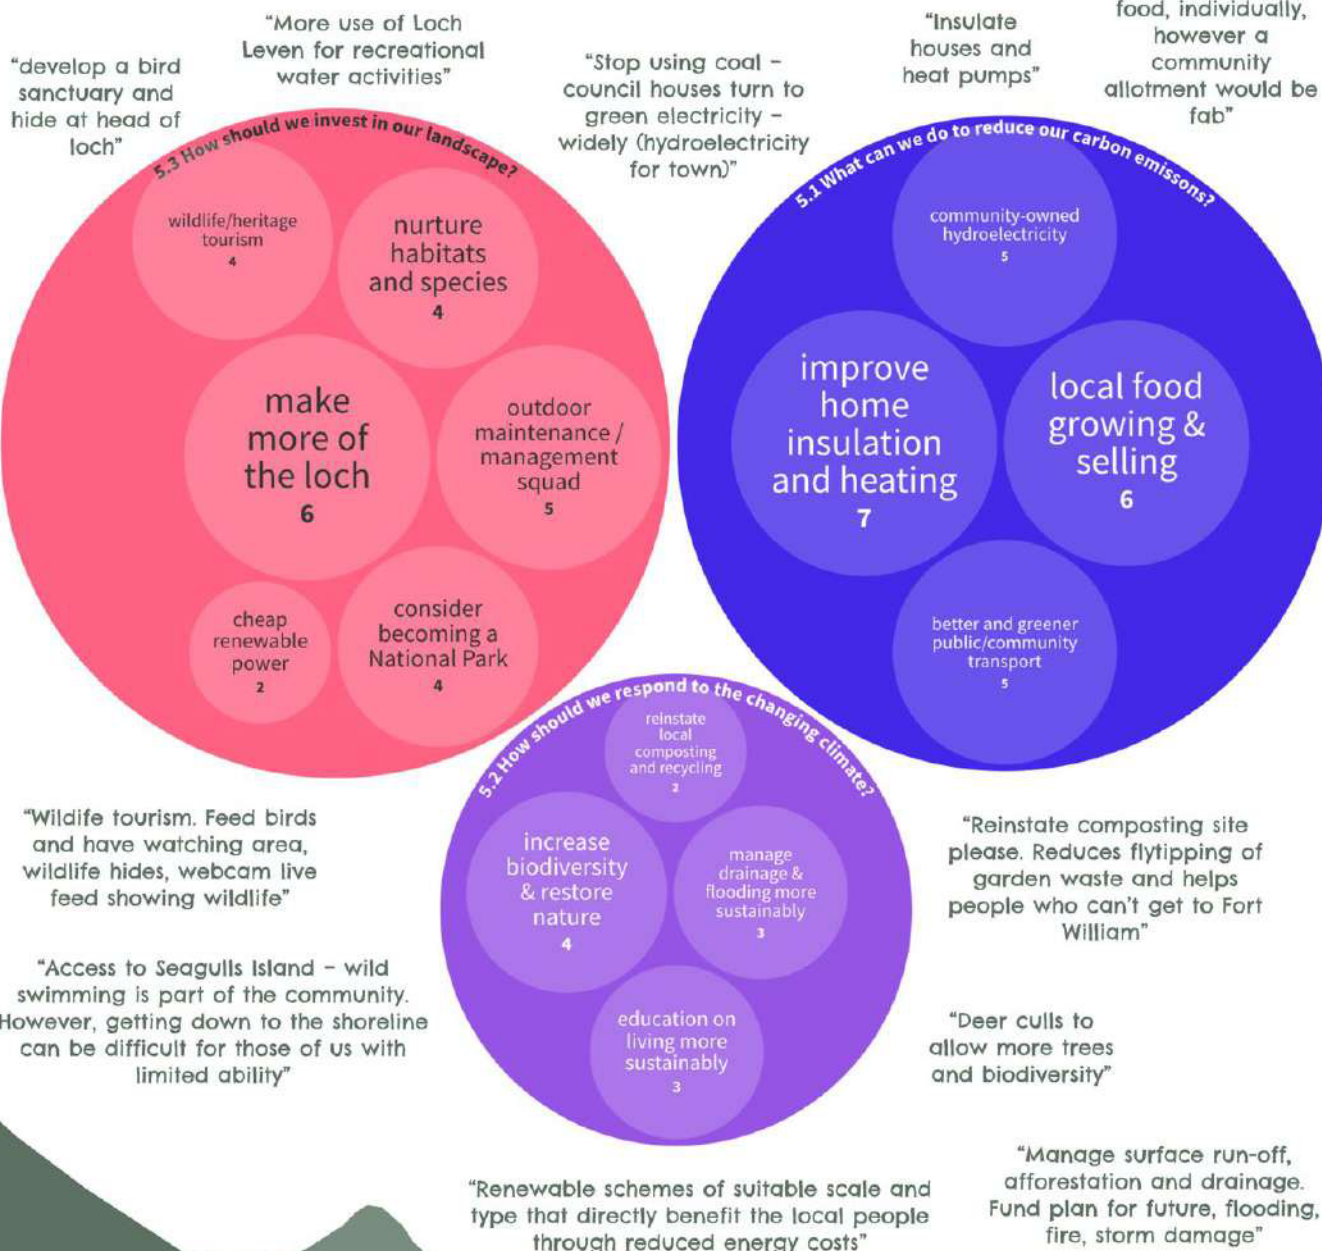 “More use of Loch
Leven for recreational
water activities”
“develop a bird
sanctuary and
hide at head of
loch”
“Stop using coal –
council houses turn to
green electricity –
widely (hydroelectricity
for town)”
“Insulate
houses and
heat pumps”
food, individually,
however a
community
allotment would be
fab”
5.3 How should we invest in our landscape?
wildlife/heritage
tourism
4
nurture
habitats
and species
4
make
more of
the loch
6
outdoor
maintenance /
management
squad
5
cheap
renewable
power
2
consider
becoming a
National Park
4
5.1 What can we do to reduce our carbon emissons?
community-owned
hydroelectricity
5
improve
home
insulation
and heating
7
local food
growing &
selling
6
better and greener
public/community
transport
5
5.2 How should we respond to the changing climate?
reinstate
local
composting
and recycling
2
increase
biodiversity
& restore
nature
4
manage
drainage &
flooding more
sustainably
3
education on
living more
sustainably
3
“Wildife tourism. Feed birds
and have watching area,
wildlife hides, webcam live
feed showing wildlife”
“Access to Seagulls Island – wild
swimming is part of the community.
However, getting down to the shoreline
can be difficult for those of us with
limited ability”
“Reinstate composting site
please. Reduces flytipping of
garden waste and helps
people who can’t get to Fort
William”
“Deer culls to
allow more trees
and biodiversity”
“Renewable schemes of suitable scale and
type that directly benefit the local people
through reduced energy costs”
“Manage surface run-off,
afforestation and drainage.
Fund plan for future, flooding,
fire, storm damage”